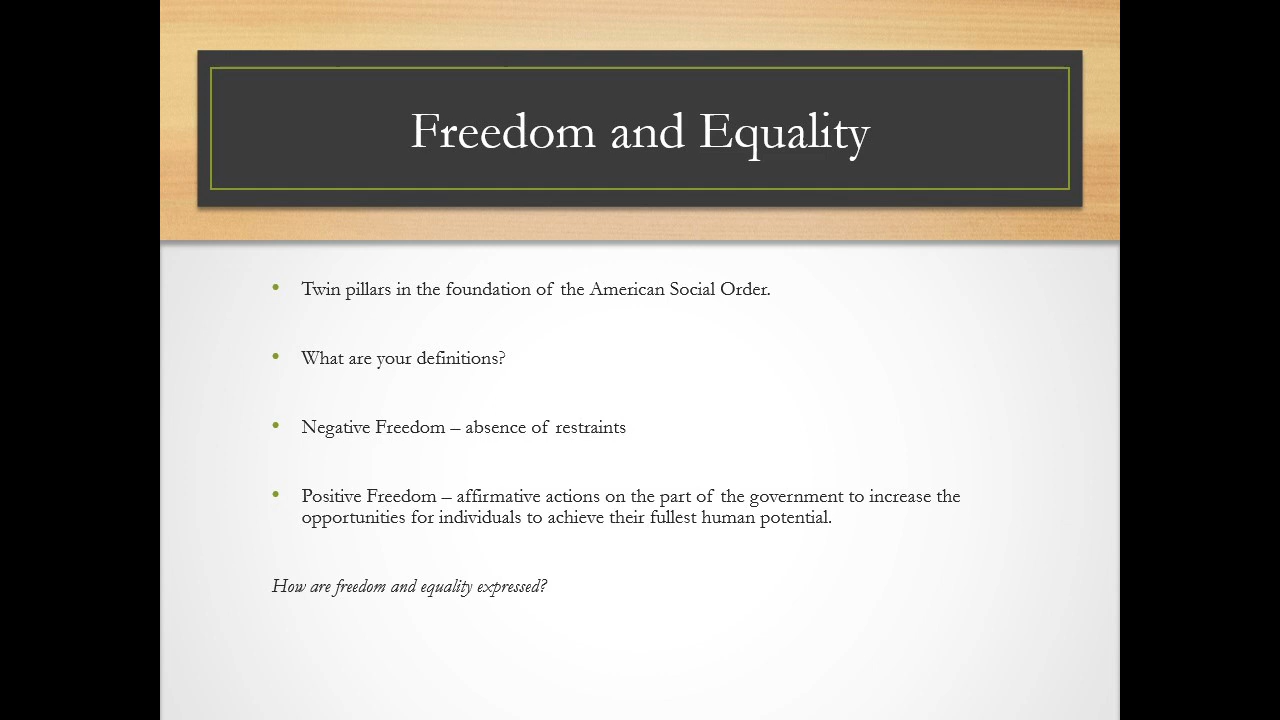 Freedom and Equality
• Twin pillars in the foundation of the American Social Order.
• What are your definitions?
• Negative Freedom – absence of restraints
• Positive Freedom – affirmative actions on the part of the government to increase the
opportunities for individuals to achieve their fullest human potential.
How are freedom and equality expressed?